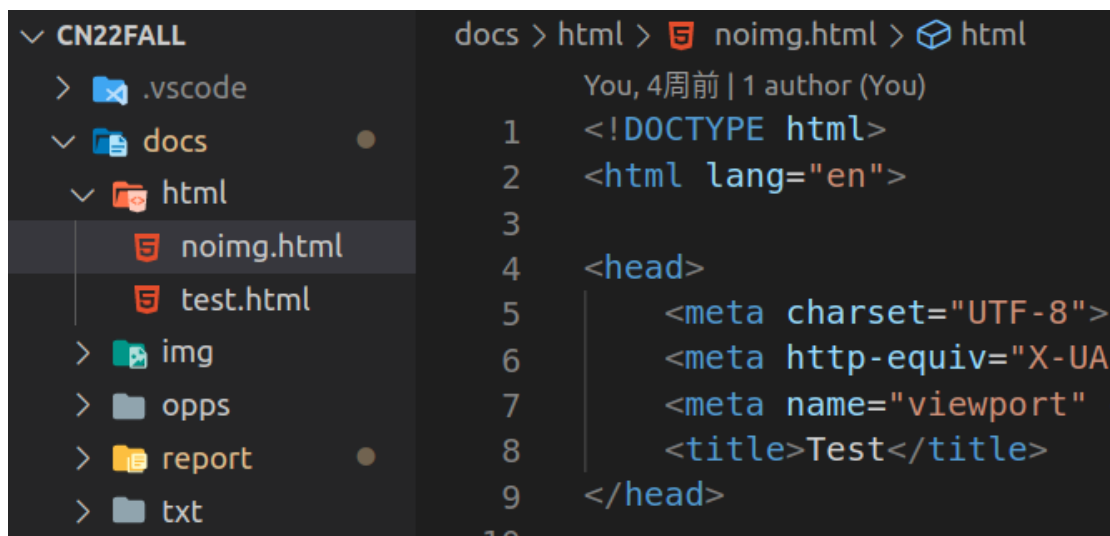 CN22FALL
.vscode
docs
html
noimg.html
test.html
img
opps
report
txt
docs > html > noimg.html > html
You, 4周前 | 1 author (You)
1 <!DOCTYPE html>
2 <html lang="en">
3
4 <head>
5 <meta charset="UTF-8">
6 <meta http-equiv="X-UA
7 <meta name="viewport"
8 <title>Test</title>
9 </head>
10